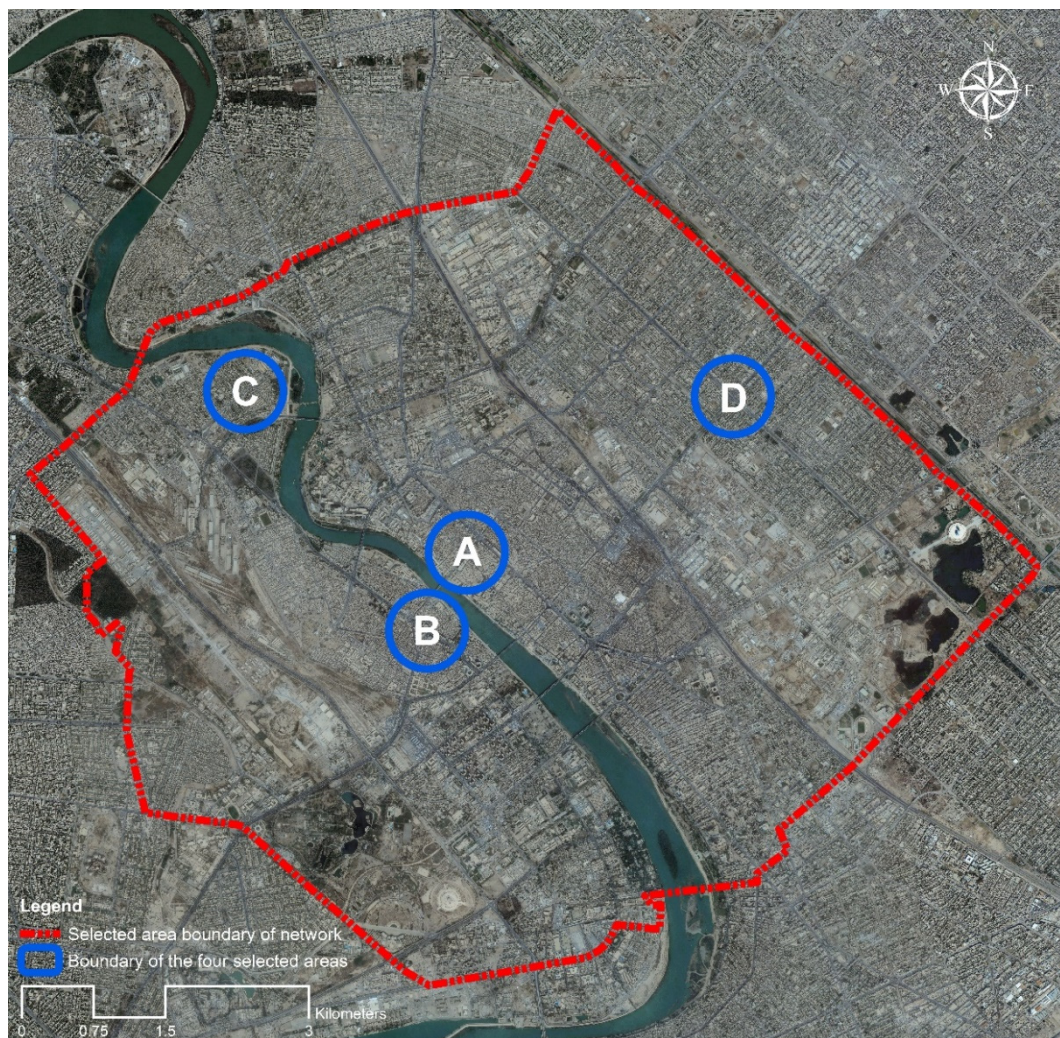 N
W E
S
C
D
A
B
Legend
Selected area boundary of network
Boundary of the four selected areas
Kilometers
0 0.75 1.5 3